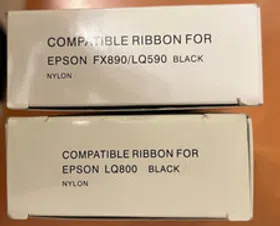 COMPATIBLE RIBBON FOR
EPSON FX890/LQ590 BLACK
NYLON
COMPATIBLE RIBBON FOR
EPSON LQ800 BLACK
NYLON